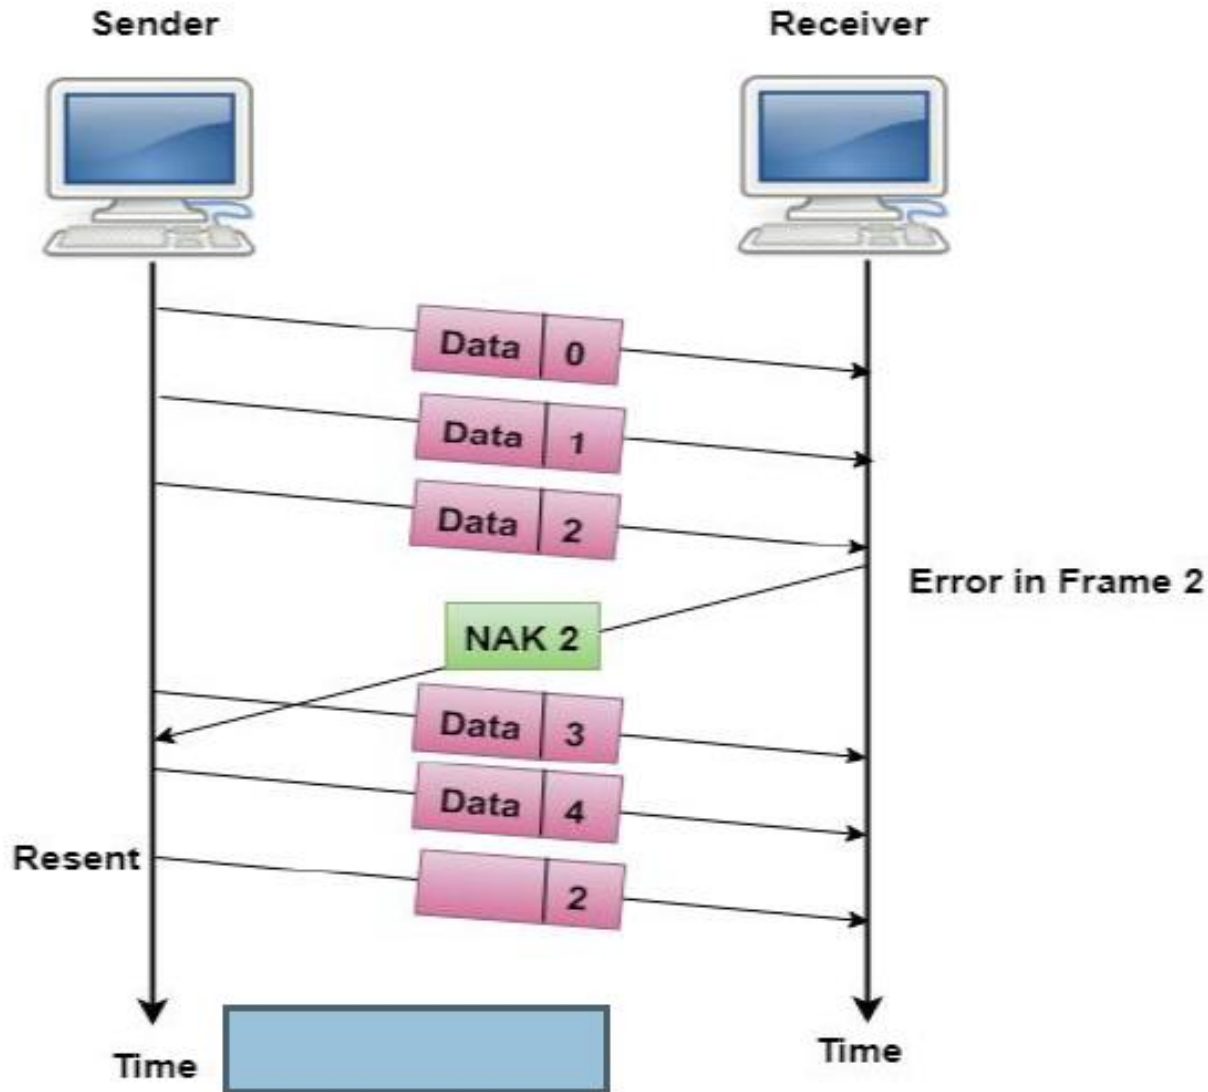 Sender
Receiver
Data 0
Data 1
Data 2
Error in Frame 2
NAK 2
Data 3
Data 4
Resent
2
Time
Time